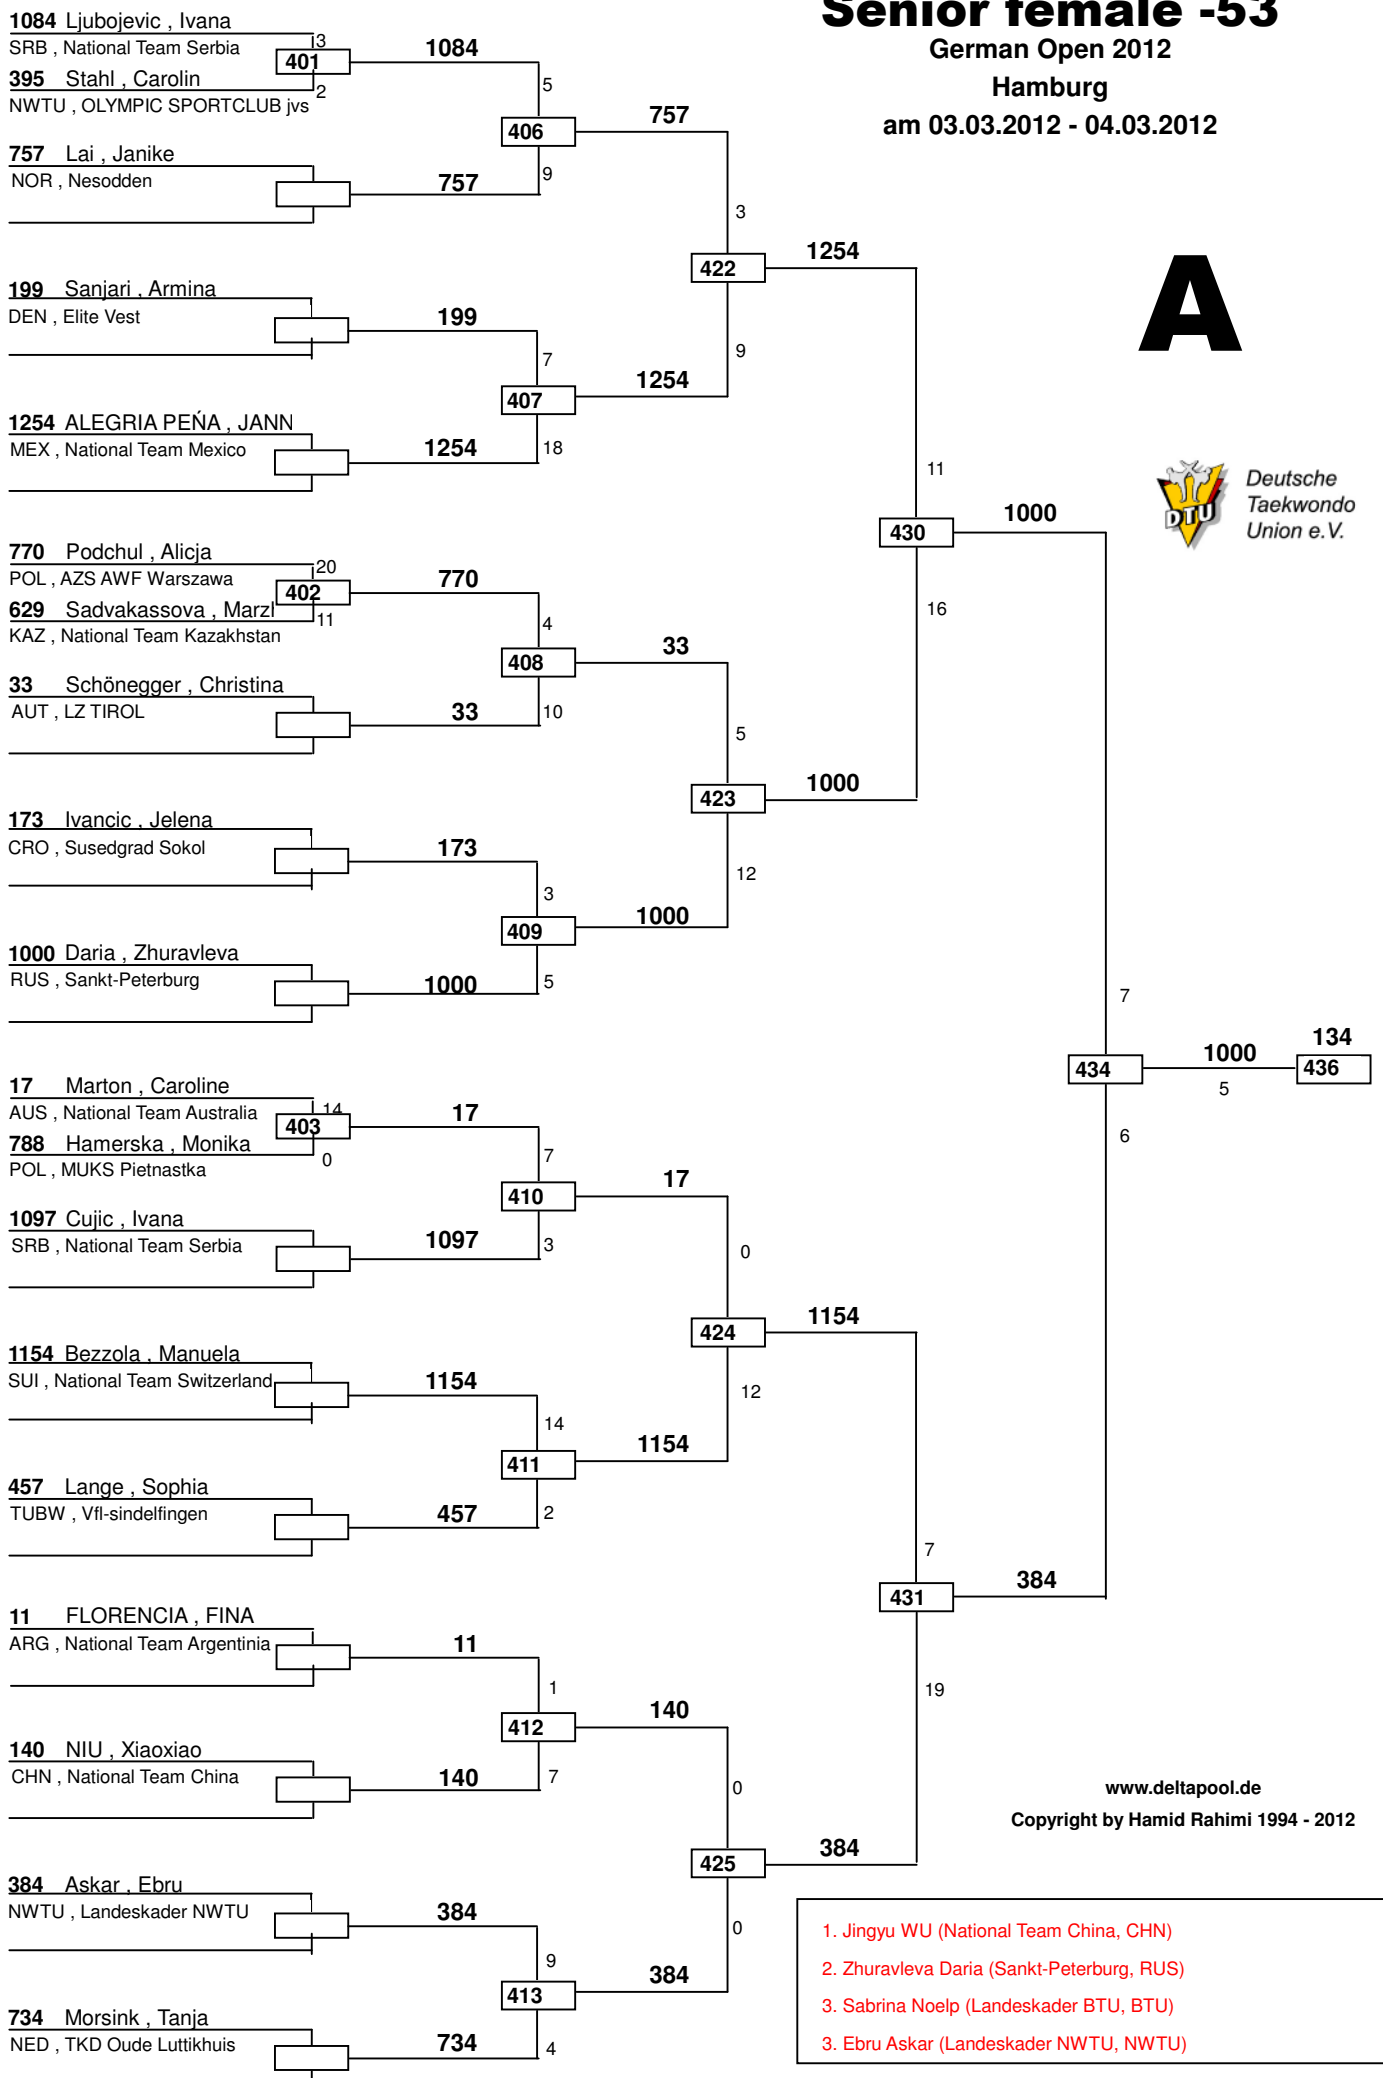 Senior female -53
German Open 2012
Hamburg
am 03.03.2012 - 04.03.2012
A
DTU
Deutsche
Taekwondo
Union e.V.
1084 Ljubojevic , Ivana
SRB , National Team Serbia
3
401
1084
395 Stahl , Carolin
2
NWTU , OLYMPIC SPORTCLUB jvs
5
406
757
757 Lai , Janike
NOR , Nesodden
757
9
3
422
1254
199 Sanjari , Armina
DEN , Elite Vest
199
7
407
1254
9
1254 ALEGRIA PEŃA , JANN
MEX , National Team Mexico
1254
18
11
430
1000
770 Podchul , Alicja
POL , AZS AWF Warszawa
20
402
770
629 Sadvakassova , Marzl
11
KAZ , National Team Kazakhstan
4
408
33
16
33 Schönegger , Christina
AUT , LZ TIROL
33
10
5
423
1000
173 Ivancic , Jelena
CRO , Susedgrad Sokol
173
3
409
1000
12
1000 Daria , Zhuravleva
RUS , Sankt-Peterburg
1000
5
7
434
1000
5
134
436
6
17 Marton , Caroline
AUS , National Team Australia
14
403
17
788 Hamerska , Monika
0
POL , MUKS Pietnastka
7
410
17
1097 Cujic , Ivana
SRB , National Team Serbia
1097
3
0
424
1154
1154 Bezzola , Manuela
SUI , National Team Switzerland
1154
14
411
1154
12
457 Lange , Sophia
TUBW , Vfl-sindelfingen
457
2
7
431
384
11 FLORENCIA , FINA
ARG , National Team Argentinia
11
1
412
140
19
140 NIU , Xiaoxiao
CHN , National Team China
140
7
0
425
384
384 Askar , Ebru
NWTU , Landeskader NWTU
384
9
413
384
0
734 Morsink , Tanja
NED , TKD Oude Luttikhuis
734
4
www.deltapool.de
Copyright by Hamid Rahimi 1994 - 2012
1. Jingyu WU (National Team China, CHN)
2. Zhuravleva Daria (Sankt-Peterburg, RUS)
3. Sabrina Noelp (Landeskader BTU, BTU)
3. Ebru Askar (Landeskader NWTU, NWTU)